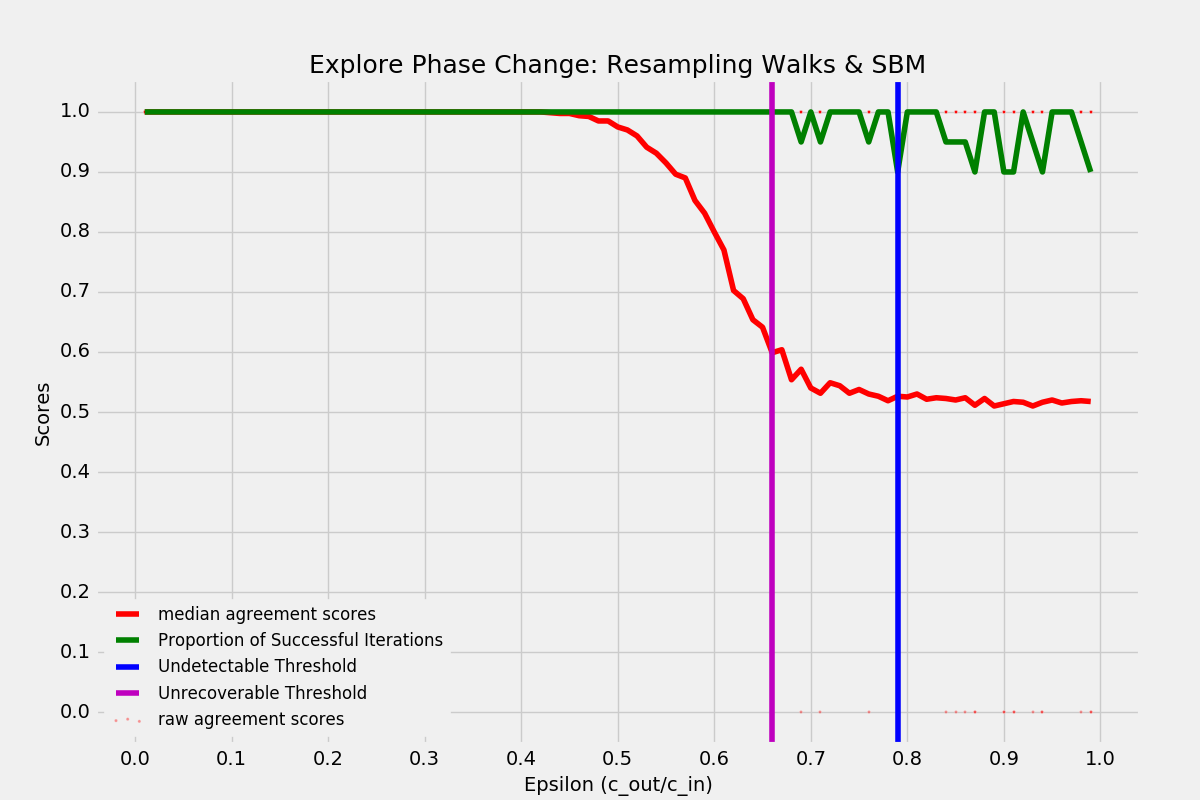 Explore Phase Change: Resampling Walks & SBM
1.0
0.9
0.8
0.7
0.6
0.5
0.4
0.3
0.2
0.1
0.0
Scores
median agreement scores
Proportion of Successful Iterations
Undetectable Threshold
Unrecoverable Threshold
raw agreement scores
0.0 0.1 0.2 0.3 0.4 0.5 0.6 0.7 0.8 0.9 1.0
Epsilon (c_out/c_in)